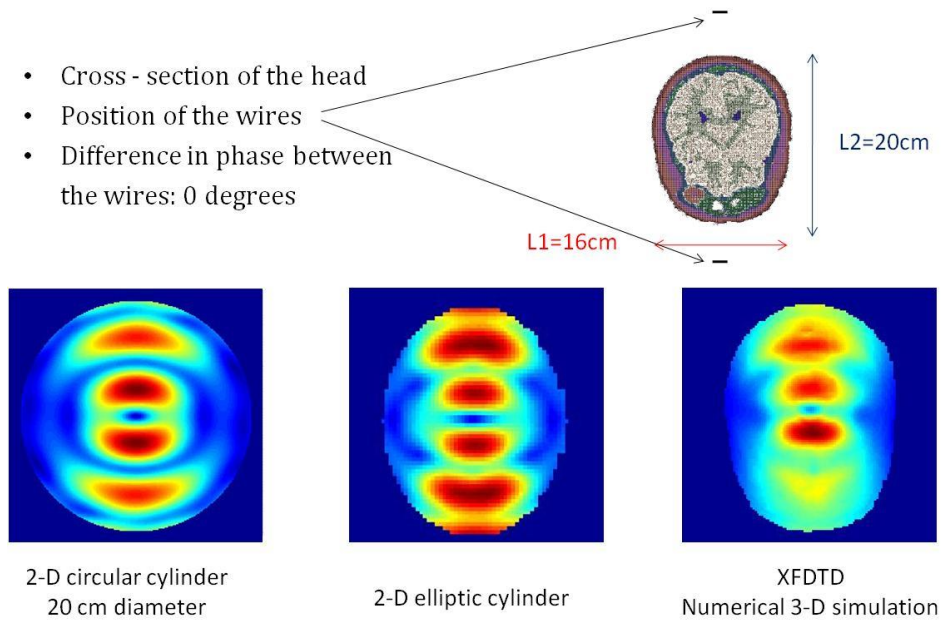 • Cross - section of the head
• Position of the wires
• Difference in phase between
the wires: 0 degrees
L2=20cm
L1=16cm
2-D circular cylinder
20 cm diameter
2-D elliptic cylinder
XFDTD
Numerical 3-D simulation